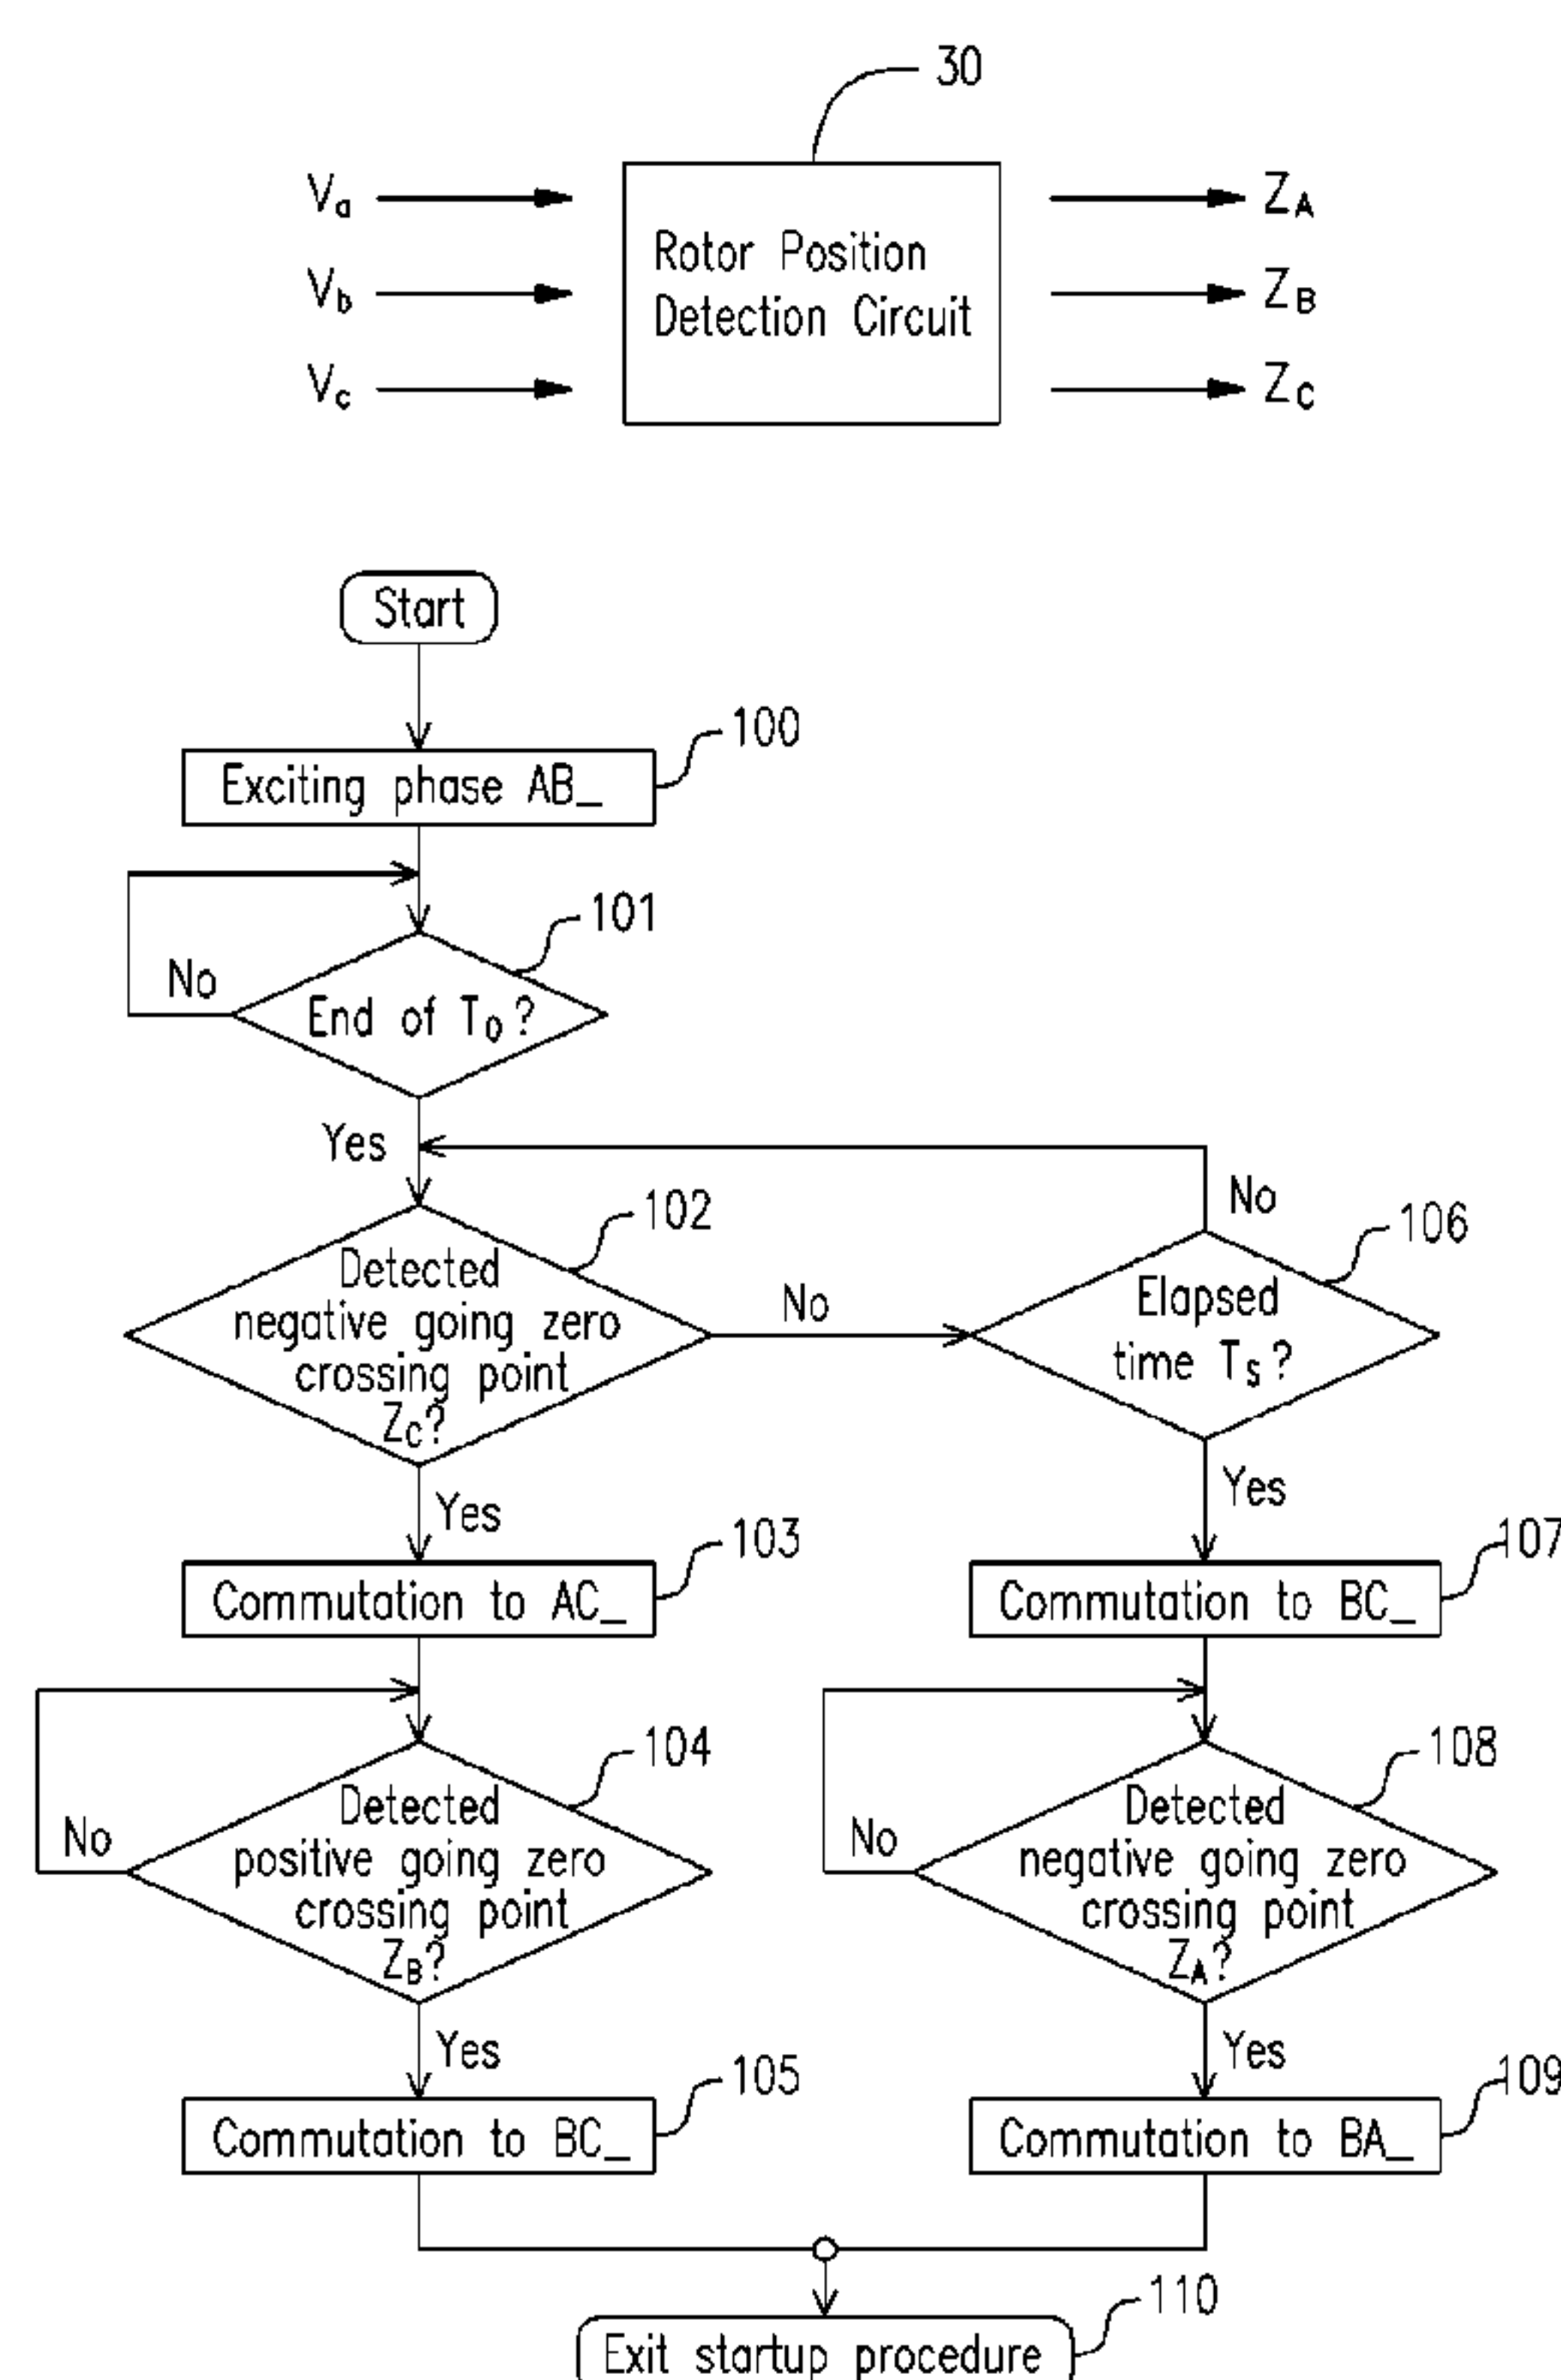 30
Va
Vb
Vc
Rotor Position
Detection Circuit
ZA
ZB
ZC
Start
100
Exciting phase AB_
101
No
End of T0?
Yes
102
Detected
negative going zero
crossing point
ZC?
No
No
106
Elapsed
time TS?
Yes
Yes
103
Commutation to AC_
107
Commutation to BC_
104
No
Detected
positive going zero
crossing point
ZB?
108
No
Detected
negative going zero
crossing point
ZA?
Yes
Yes
105
Commutation to BC_
109
Commutation to BA_
110
Exit startup procedure